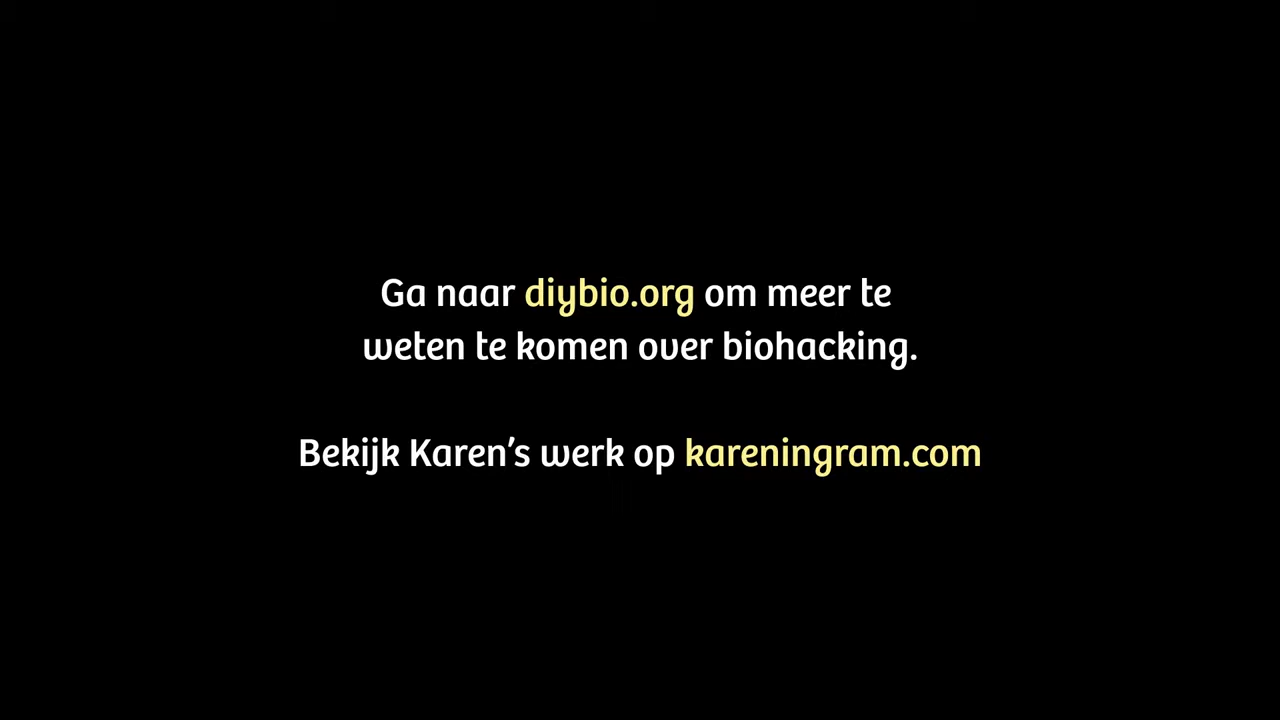 Ga naar diybio.org om meer te
weten te komen over biohacking.
Bekijk Karen’s werk op kareningram.com